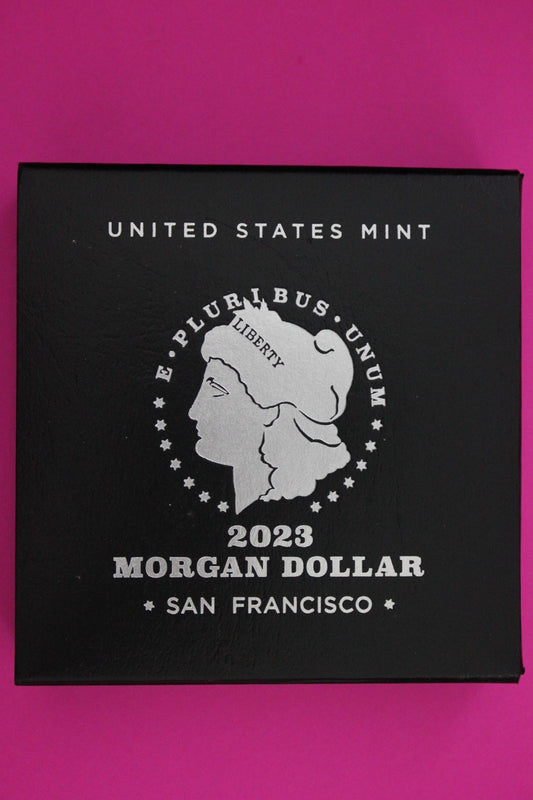 UNITED STATES MINT
E • PLURIBUS • UNUM
LIBERTY
2023
MORGAN DOLLAR
★ SAN FRANCISCO ★